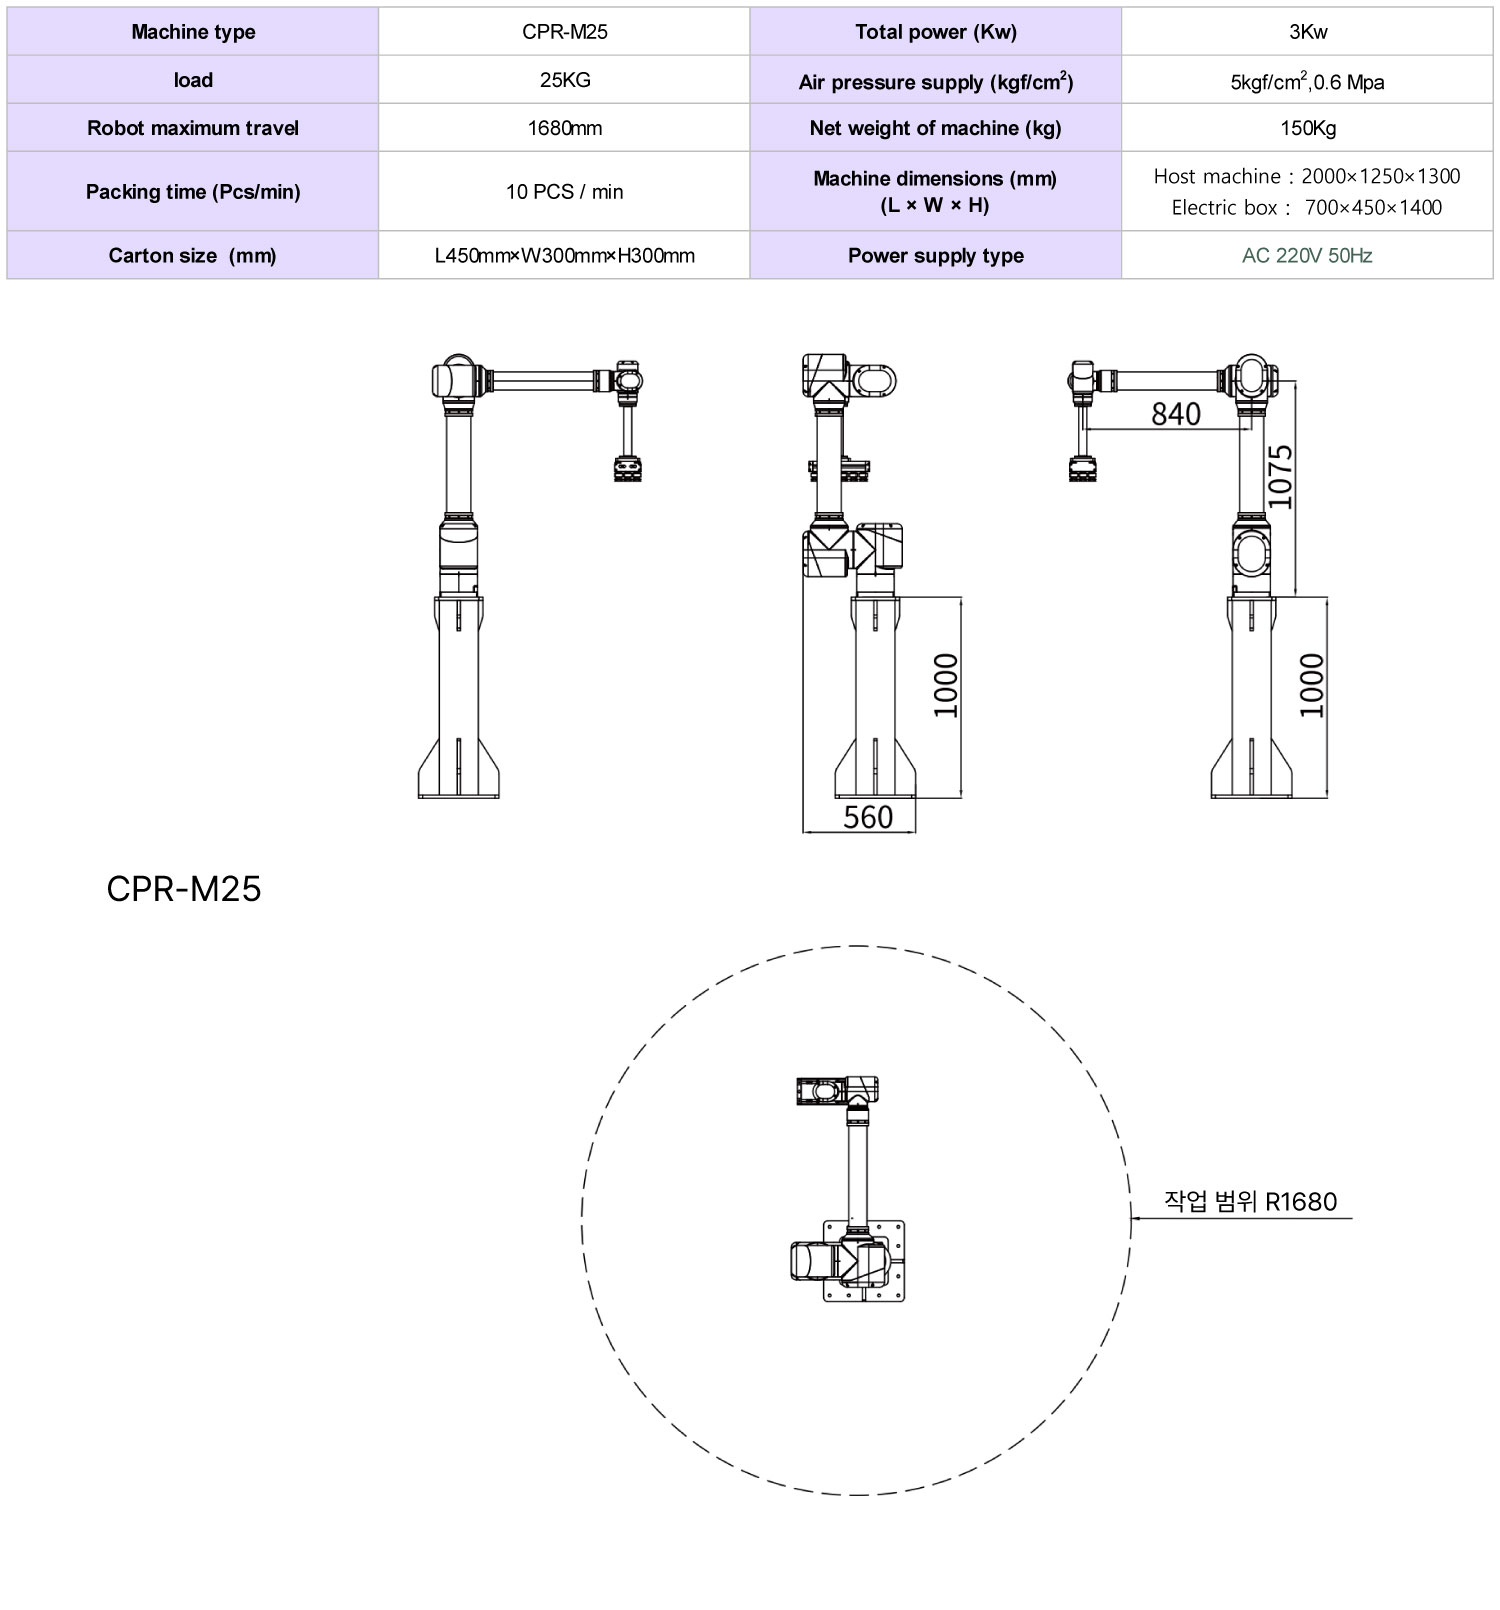 Machine type CPR-M25 Total power (Kw) 3Kw
load 25KG Air pressure supply (kgf/cm²) 5kgf/cm²,0.6 Mpa
Robot maximum travel 1680mm Net weight of machine (kg) 150Kg
Packing time (Pcs/min) 10 PCS / min Machine dimensions (mm)
(L × W × H) Host machine : 2000×1250×1300
Electric box : 700×450×1400
Carton size (mm) L450mm×W300mm×H300mm Power supply type AC 220V 50Hz
840
1075
1000
1000
560
CPR-M25
작업 범위 R1680